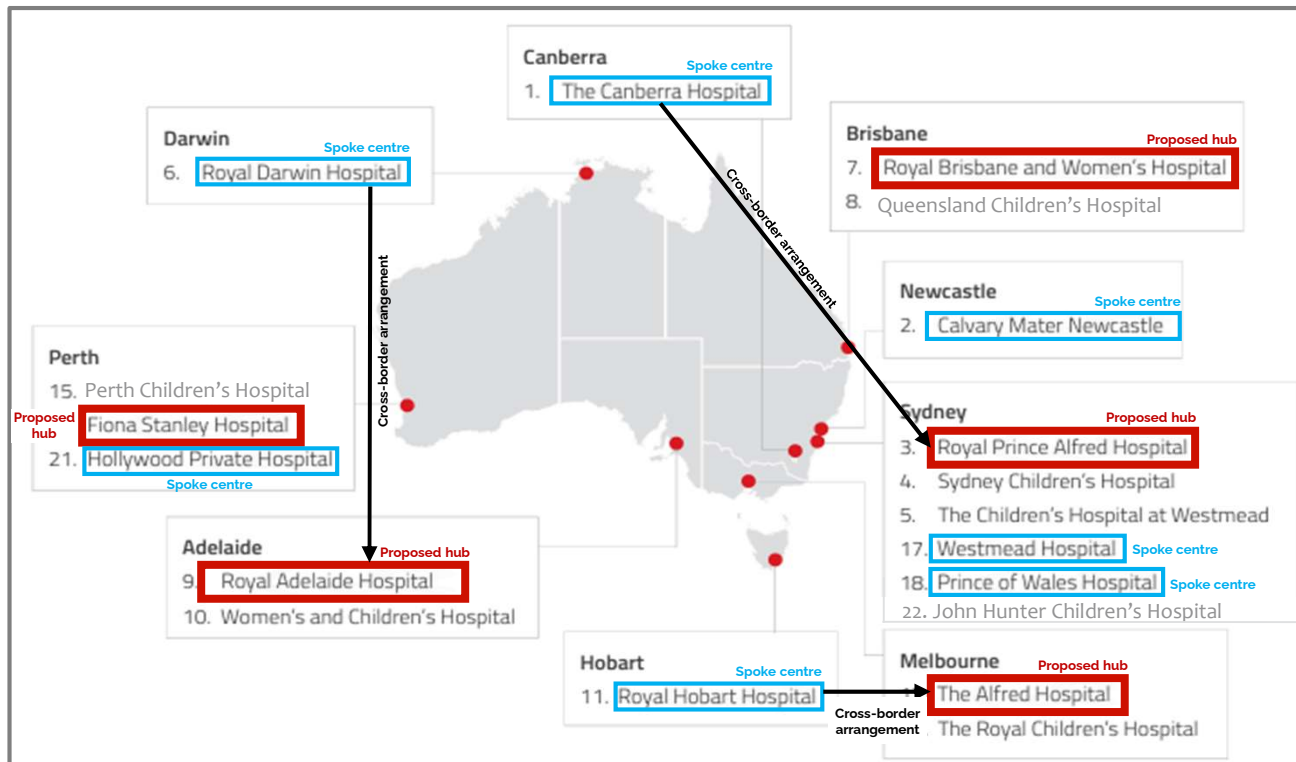 Canberra
Spoke centre
1. The Canberra Hospital
Darwin
Spoke centre
6. Royal Darwin Hospital
Brisbane
Proposed hub
7. Royal Brisbane and Women's Hospital
8. Queensland Children's Hospital
Cross-border arrangement
Cross-border arrangement
Newcastle
Spoke centre
2. Calvary Mater Newcastle
Perth
15. Perth Children's Hospital
Proposed hub
Fiona Stanley Hospital
21. Hollywood Private Hospital
Spoke centre
Sydney
Proposed hub
3. Royal Prince Alfred Hospital
4. Sydney Children's Hospital
5. The Children's Hospital at Westmead
17. Westmead Hospital Spoke centre
18. Prince of Wales Hospital Spoke centre
22. John Hunter Children's Hospital
Adelaide
Proposed hub
9. Royal Adelaide Hospital
10. Women's and Children's Hospital
Hobart
Spoke centre
11. Royal Hobart Hospital
Melbourne
Proposed hub
The Alfred Hospital
Cross-border
arrangement
The Royal Children's Hospital